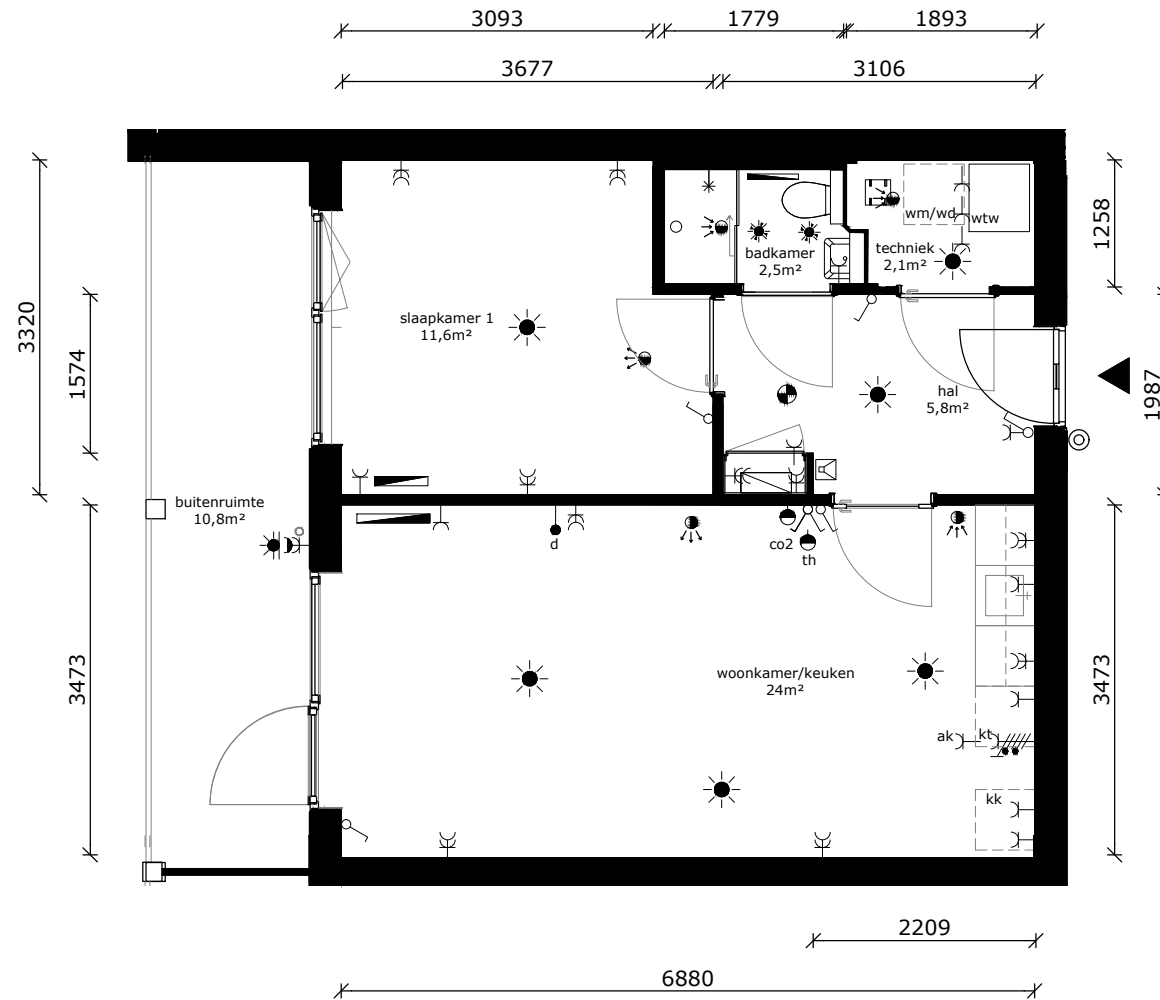 3093
1779
1893
3677
3106
wm/wd
wtw
badkamer
2,5m²
techniek
2,1m²
1258
3320
slaapkamer 1
11,6m²
1574
hal
5,8m²
1987
buitenruimte
10,8m²
d
co2
th
3473
woonkamer/keuken
24m²
3473
ak
kt
kk
2209
6880